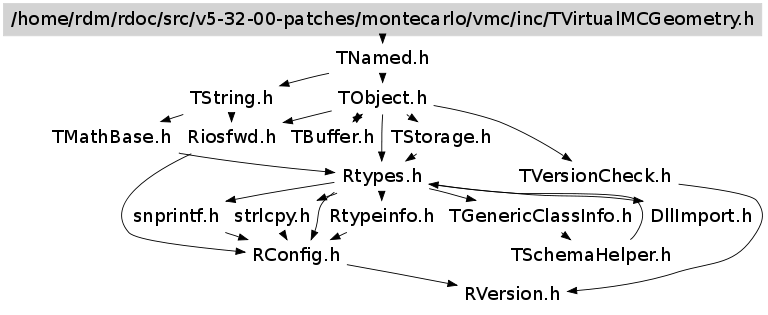 /home/rdm/rdoc/src/v5-32-00-patches/montecarlo/vmc/inc/TVirtualMCGeometry.h
TNamed.h
TString.h TObject.h
TMathBase.h Riosfwd.h TBuffer.h TStorage.h
Rtypes.h TVersionCheck.h
snprintf.h strlcpy.h Rtypeinfo.h TGenericClassInfo.h DllImport.h
RConfig.h TSchemaHelper.h
RVersion.h